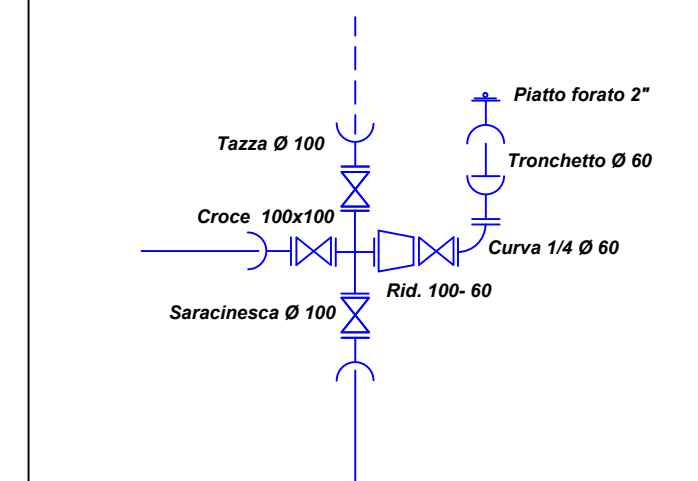 Piatto forato 2"
Tazza Ø 100
Tronchetto Ø 60
Croce 100x100
Curva 1/4 Ø 60
Rid. 100- 60
Saracinesca Ø 100